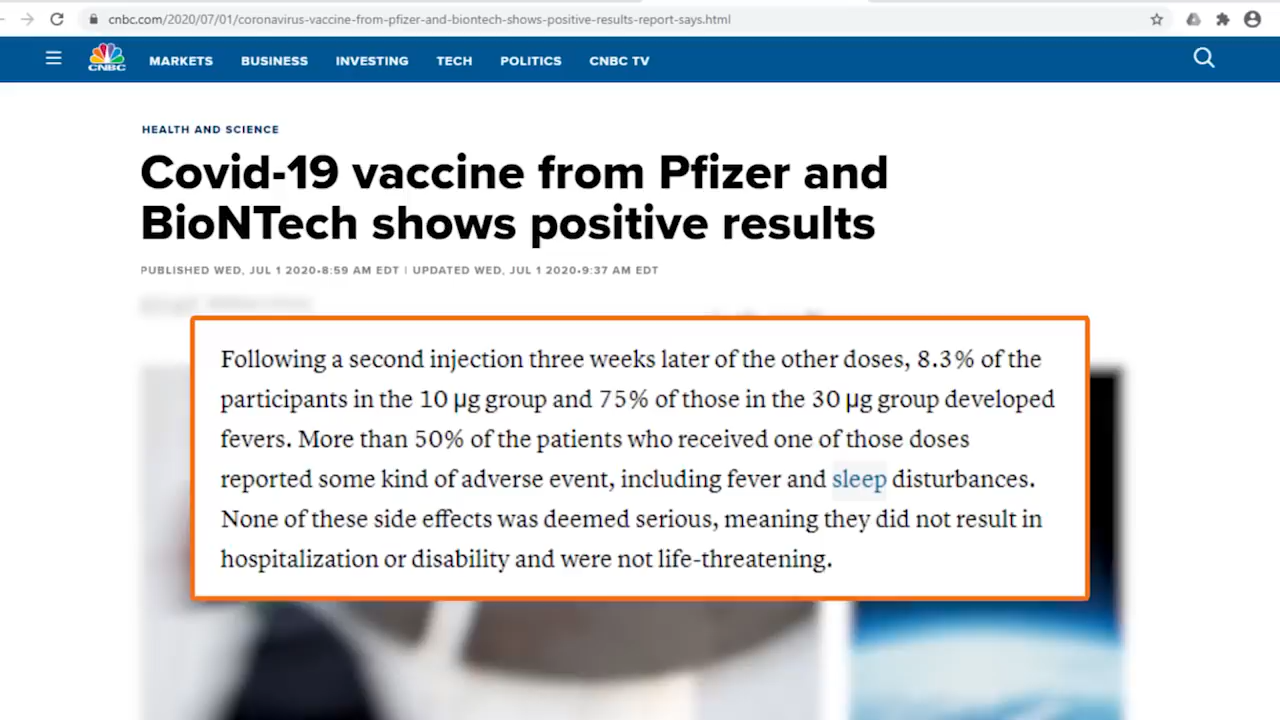 cnbc.com/2020/07/01/coronavirus-vaccine-from-pfizer-and-biontech-shows-positive-results-report-says.html
CNBC
MARKETS
BUSINESS
INVESTING
TECH
POLITICS
CNBC TV
HEALTH AND SCIENCE
Covid-19 vaccine from Pfizer and
BioNTech shows positive results
PUBLISHED WED, JUL 1 2020•8:59 AM EDT | UPDATED WED, JUL 1 2020•9:37 AM EDT
Following a second injection three weeks later of the other doses, 8.3% of the
participants in the 10 µg group and 75% of those in the 30 µg group developed
fevers. More than 50% of the patients who received one of those doses
reported some kind of adverse event, including fever and sleep disturbances.
None of these side effects was deemed serious, meaning they did not result in
hospitalization or disability and were not life-threatening.